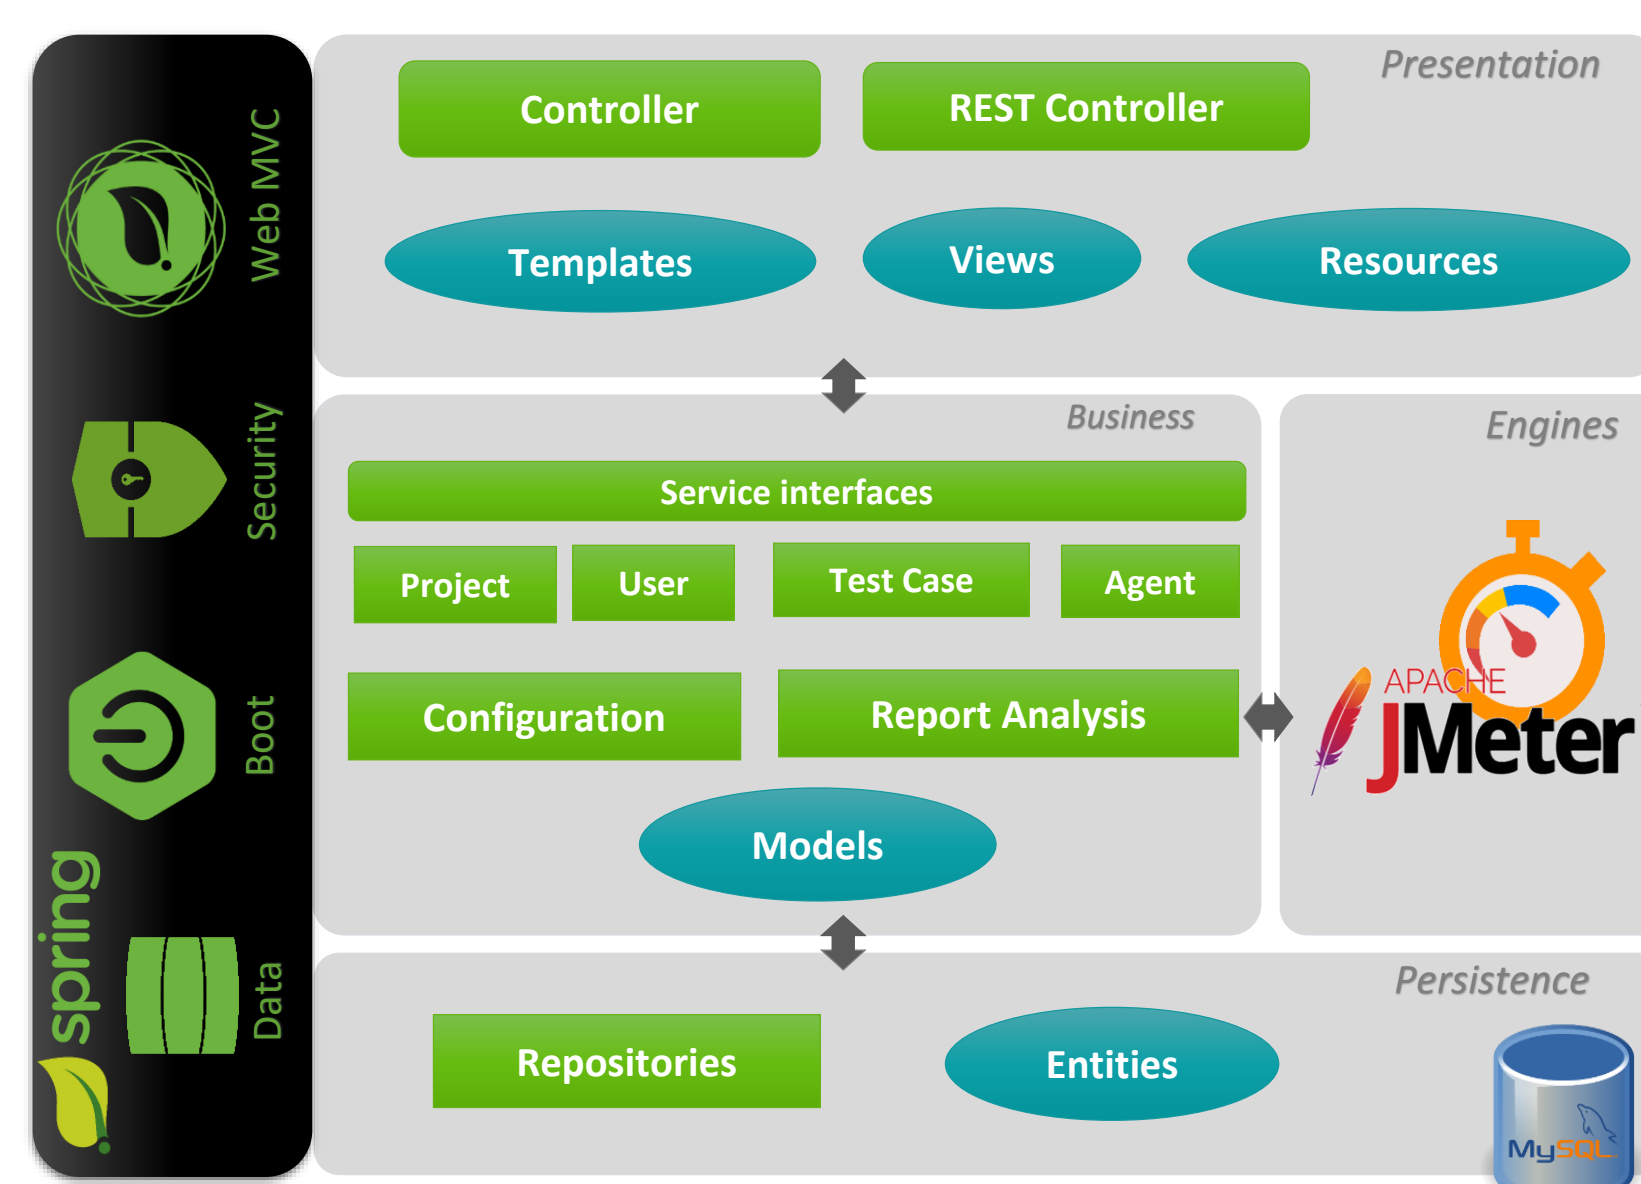 Presentation
Controller
REST Controller
Templates
Views
Resources
Web MVC
Security
Boot
Data
spring
Business
Service interfaces
Project
User
Test Case
Agent
Configuration
Report Analysis
Models
Engines
APACHE
JMeter
Persistence
Repositories
Entities
MySQL